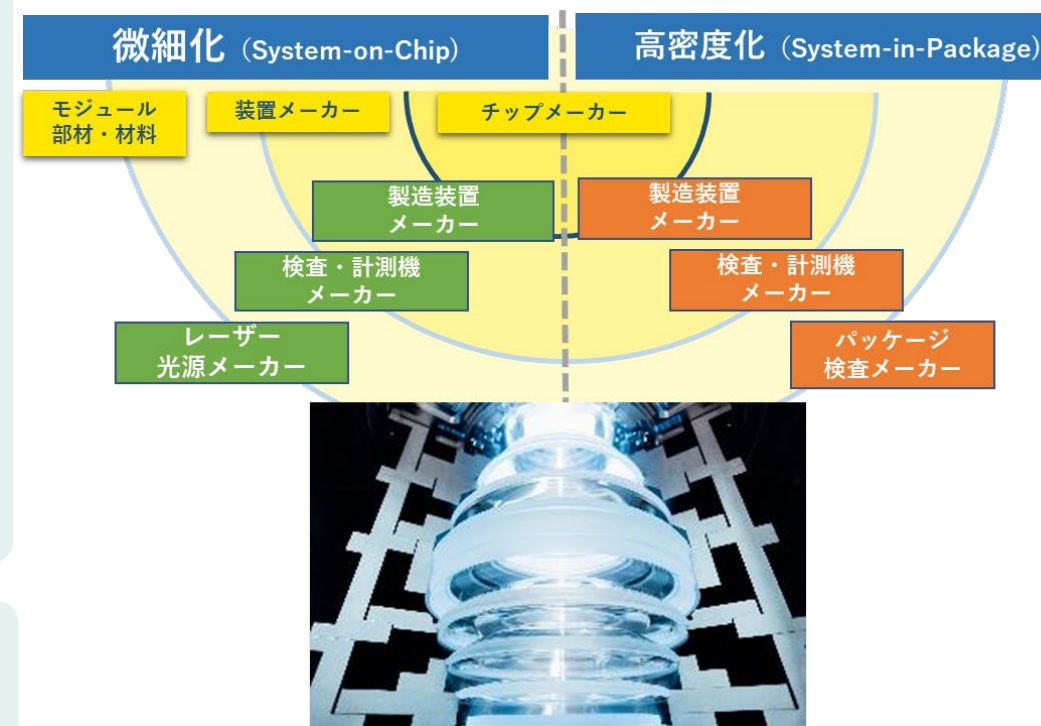 微細化（System-on-Chip)
高密度化（System-in-Package)
モジュール
部材・材料
装置メーカー
チップメーカー
製造装置
メーカー
製造装置
メーカー
検査・計測機
メーカー
検査・計測機
メーカー
レーザー
光源メーカー
パッケージ
検査メーカー